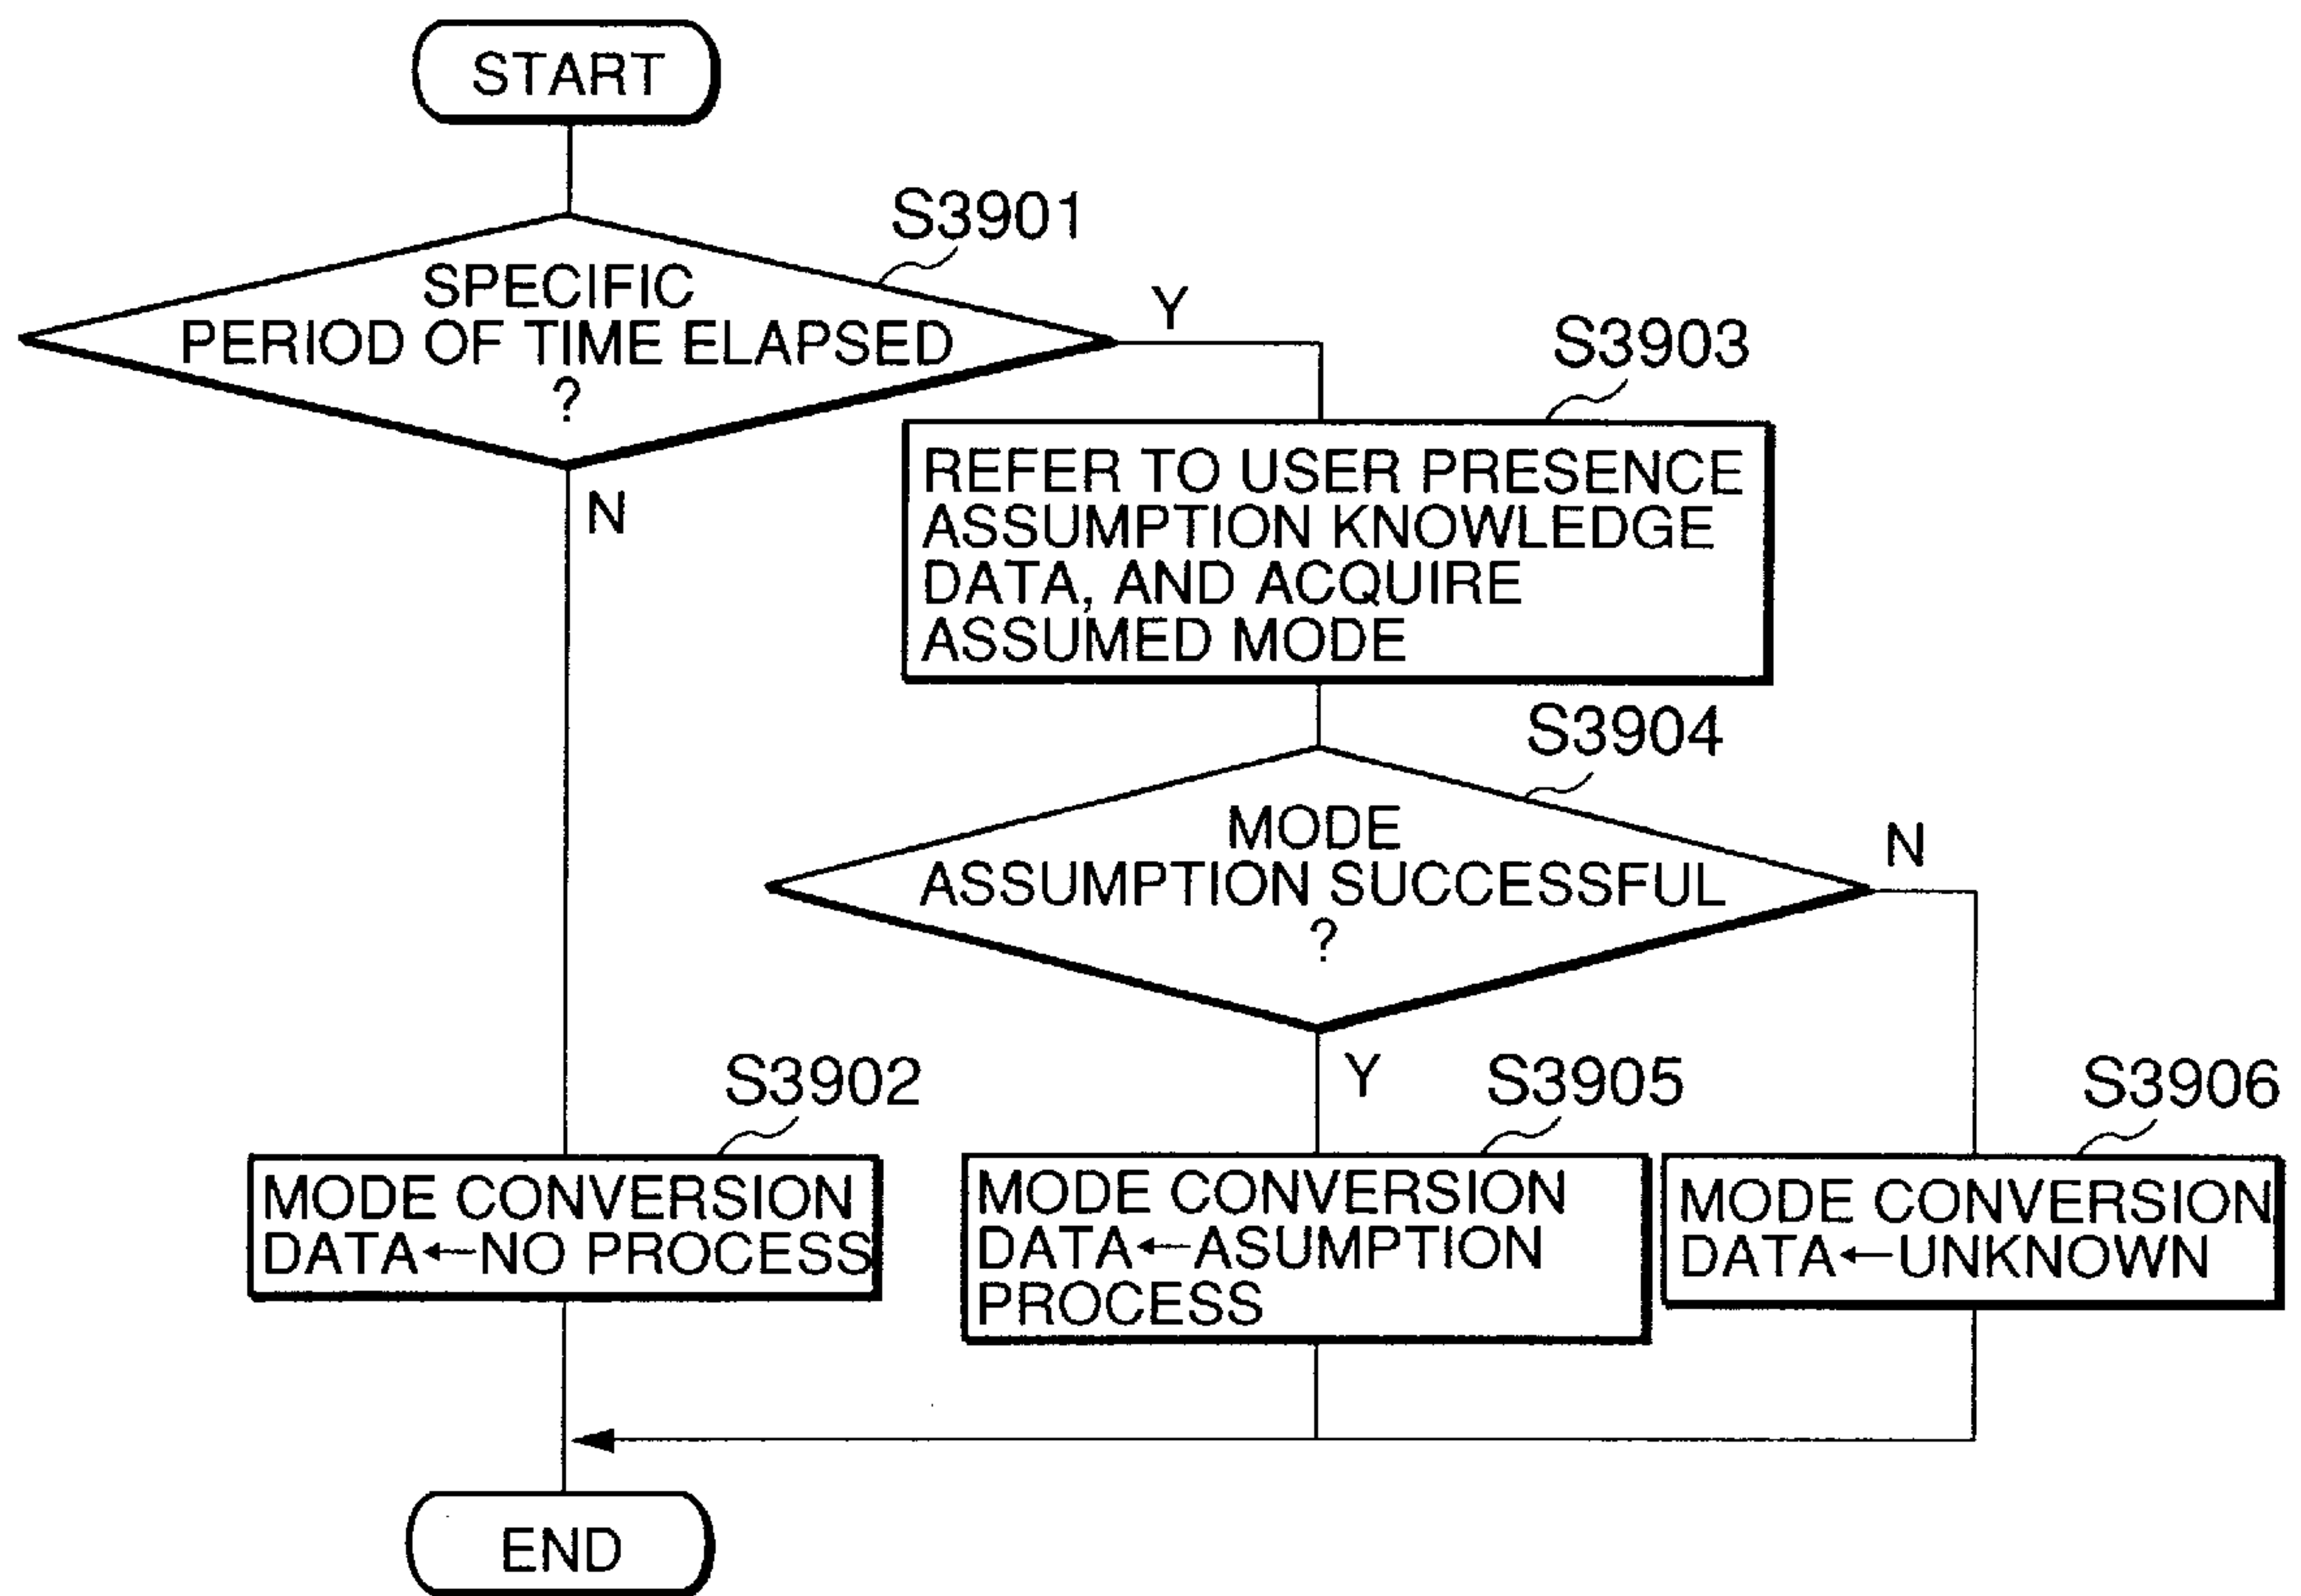 START
S3901
SPECIFIC
PERIOD OF TIME ELAPSED
?
Y
N
S3903
REFER TO USER PRESENCE
ASSUMPTION KNOWLEDGE
DATA, AND ACQUIRE
ASSUMED MODE
S3904
MODE
ASSUMPTION SUCCESSFUL
?
N
Y
S3902
MODE CONVERSION
DATA←NO PROCESS
S3905
MODE CONVERSION
DATA←ASUMPTION
PROCESS
S3906
MODE CONVERSION
DATA←UNKNOWN
END